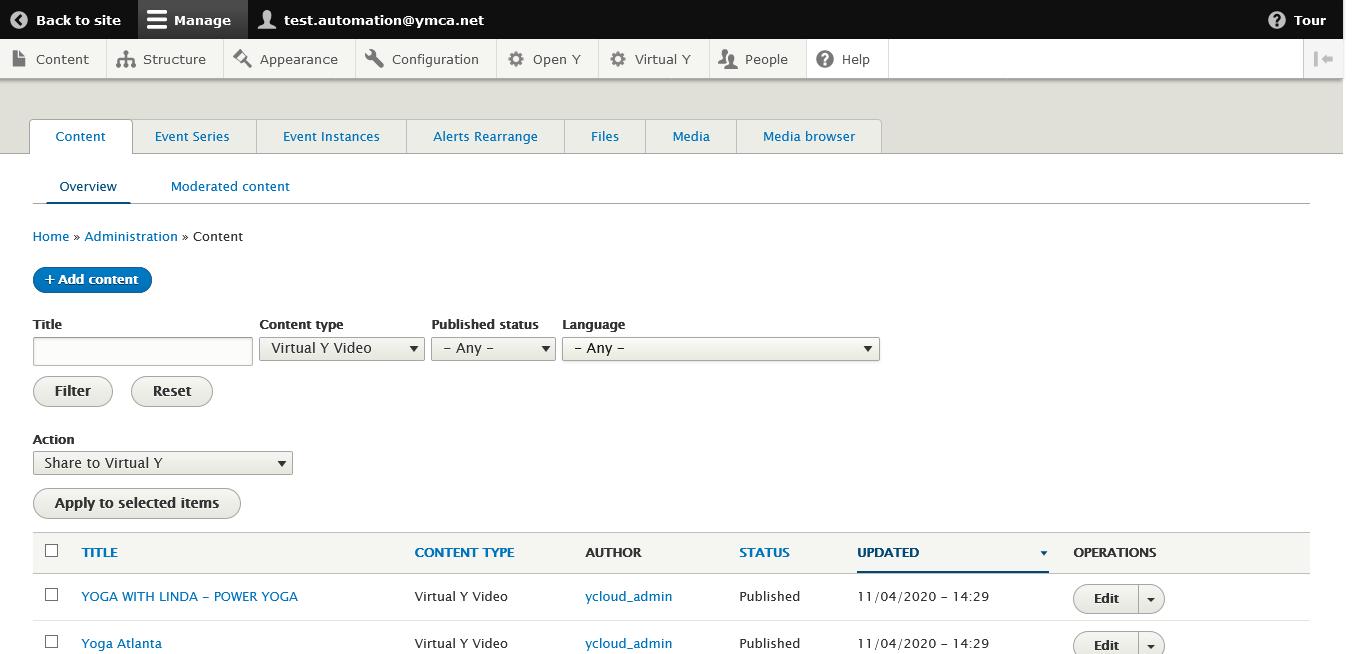 Back to site Manage test.automation@ymca.net Tour
Content Structure Appearance Configuration Open Y Virtual Y People Help
Content Event Series Event Instances Alerts Rearrange Files Media Media browser
Overview Moderated content
Home » Administration » Content
+ Add content
Title Content type Published status Language
Virtual Y Video – Any – – Any –
Filter Reset
Action
Share to Virtual Y
Apply to selected items
TITLE CONTENT TYPE AUTHOR STATUS UPDATED OPERATIONS
YOGA WITH LINDA – POWER YOGA Virtual Y Video ycloud_admin Published 11/04/2020 – 14:29 Edit
Yoga Atlanta Virtual Y Video ycloud_admin Published 11/04/2020 – 14:29 Edit